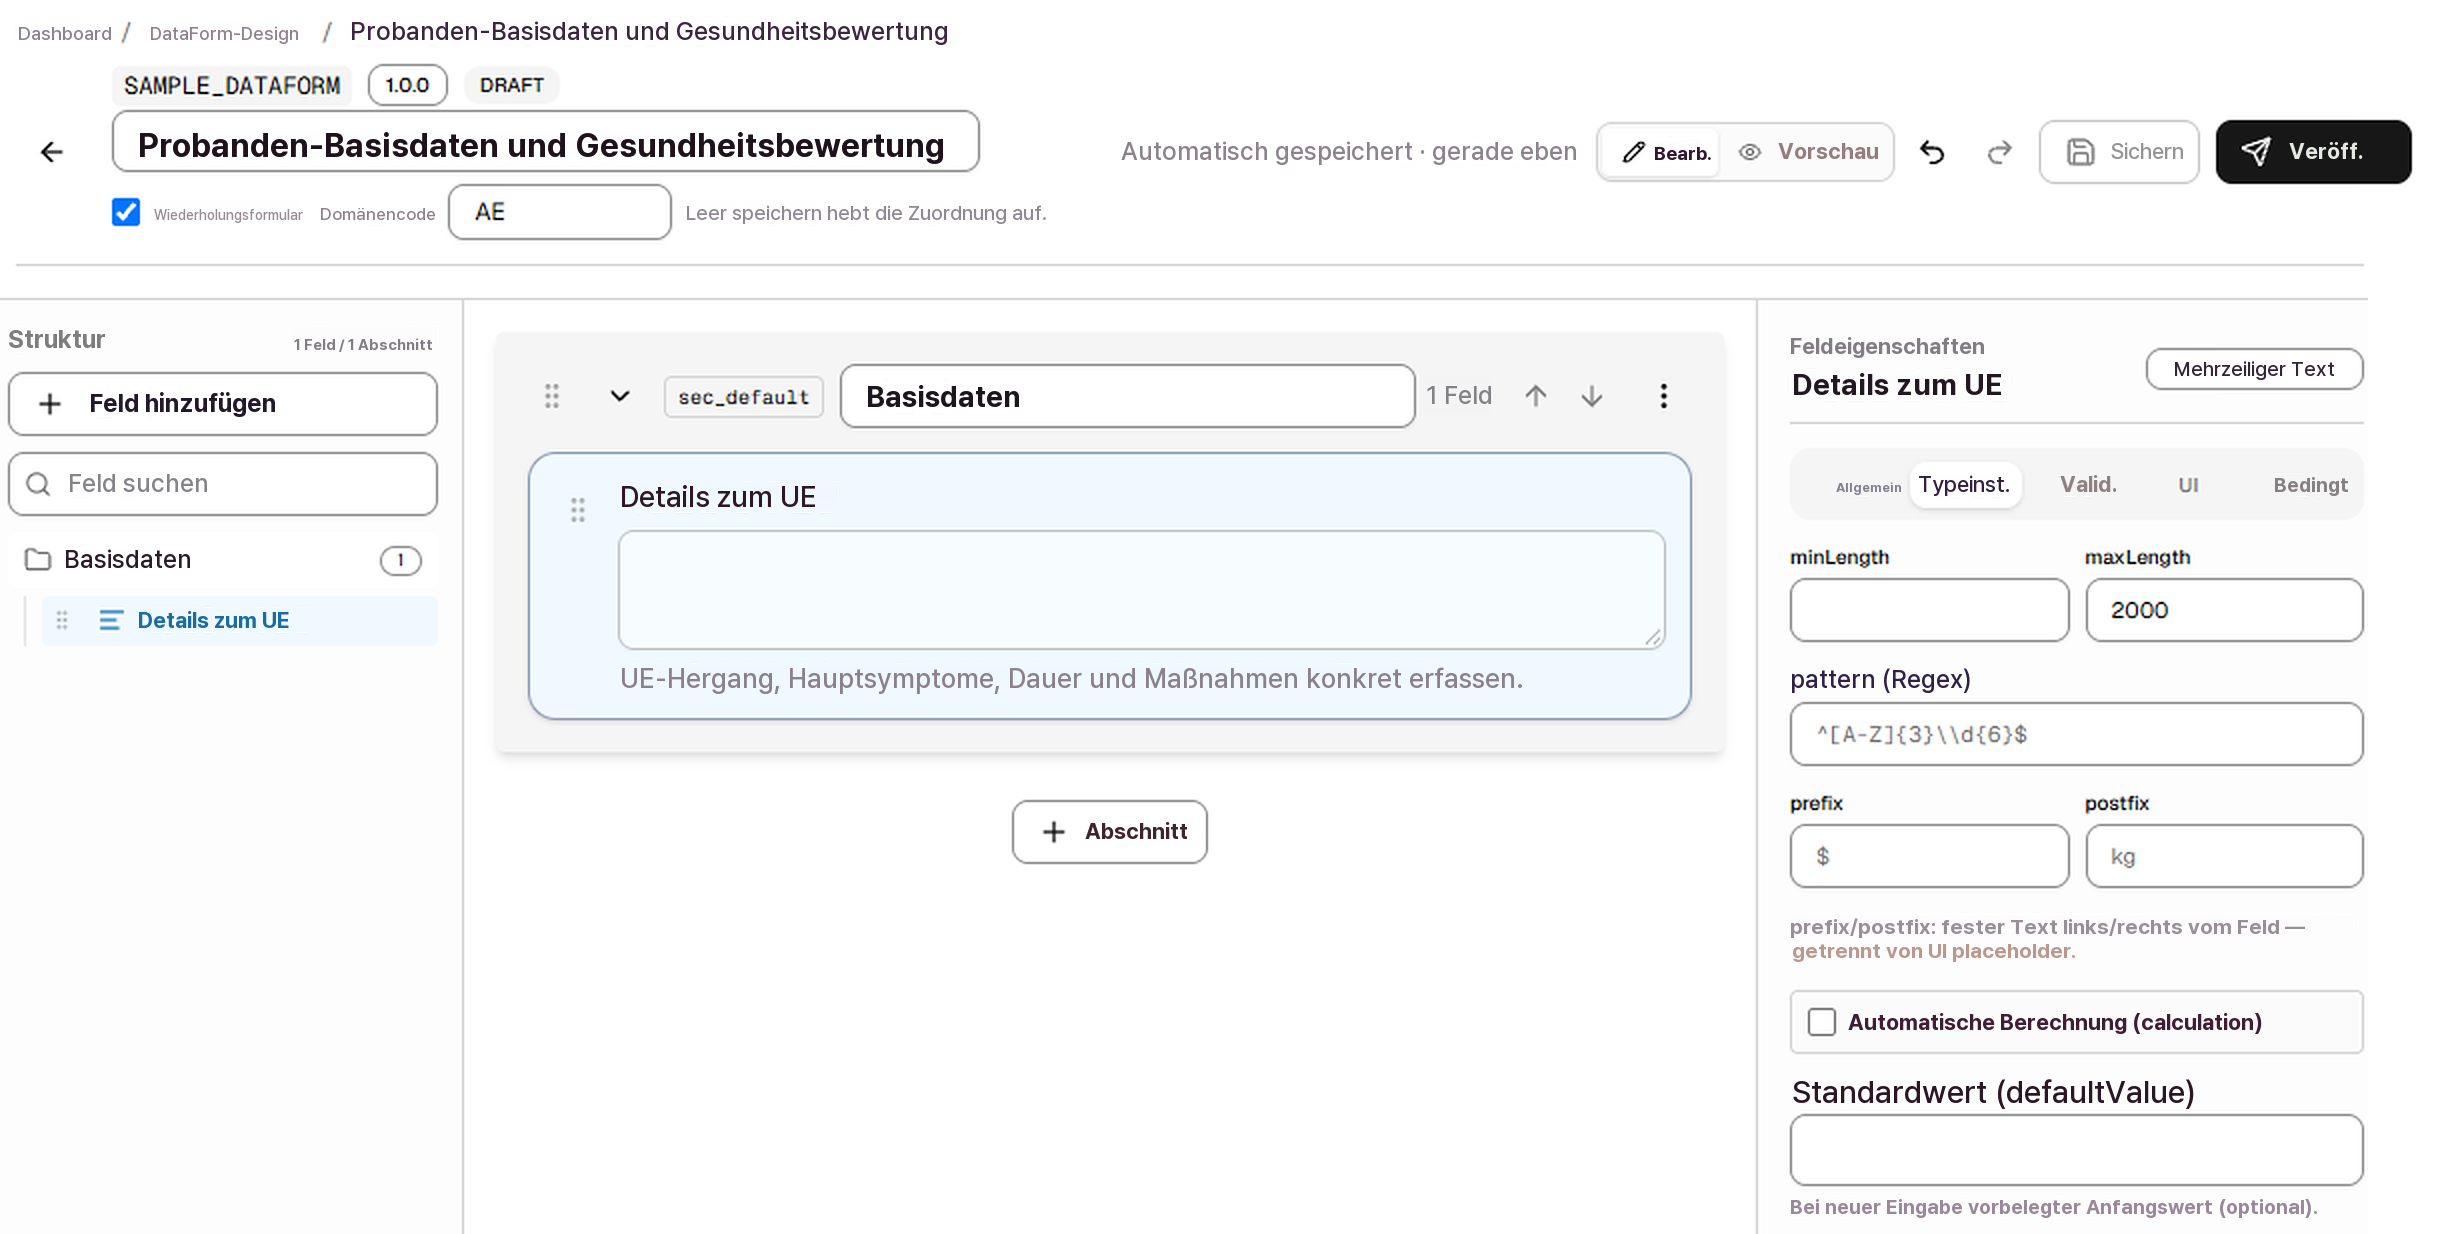 Dashboard / DataForm-Design / Probanden-Basisdaten und Gesundheitsbewertung
SAMPLE_DATAFORM 1.0.0 DRAFT
Probanden-Basisdaten und Gesundheitsbewertung
Automatisch gespeichert · gerade eben Bearb. Vorschau Sichern Veröff.
Wiederholungsformular Domänencode AE Leer speichern hebt die Zuordnung auf.
Struktur 1 Feld / 1 Abschnitt
Feld hinzufügen
Feld suchen
Basisdaten 1
Details zum UE
sec_default Basisdaten 1 Feld
Details zum UE
UE-Hergang, Hauptsymptome, Dauer und Maßnahmen konkret erfassen.
Abschnitt
Feldeigenschaften
Details zum UE Mehrzeiliger Text
Allgemein Typeinst. Valid. UI Bedingt
minLength maxLength
2000
pattern (Regex)
^[A-Z]{3}\\d{6}$
prefix postfix
$ kg
prefix/postfix: fester Text links/rechts vom Feld —
getrennt von UI placeholder.
Automatische Berechnung (calculation)
Standardwert (defaultValue)
Bei neuer Eingabe vorbelegter Anfangswert (optional).